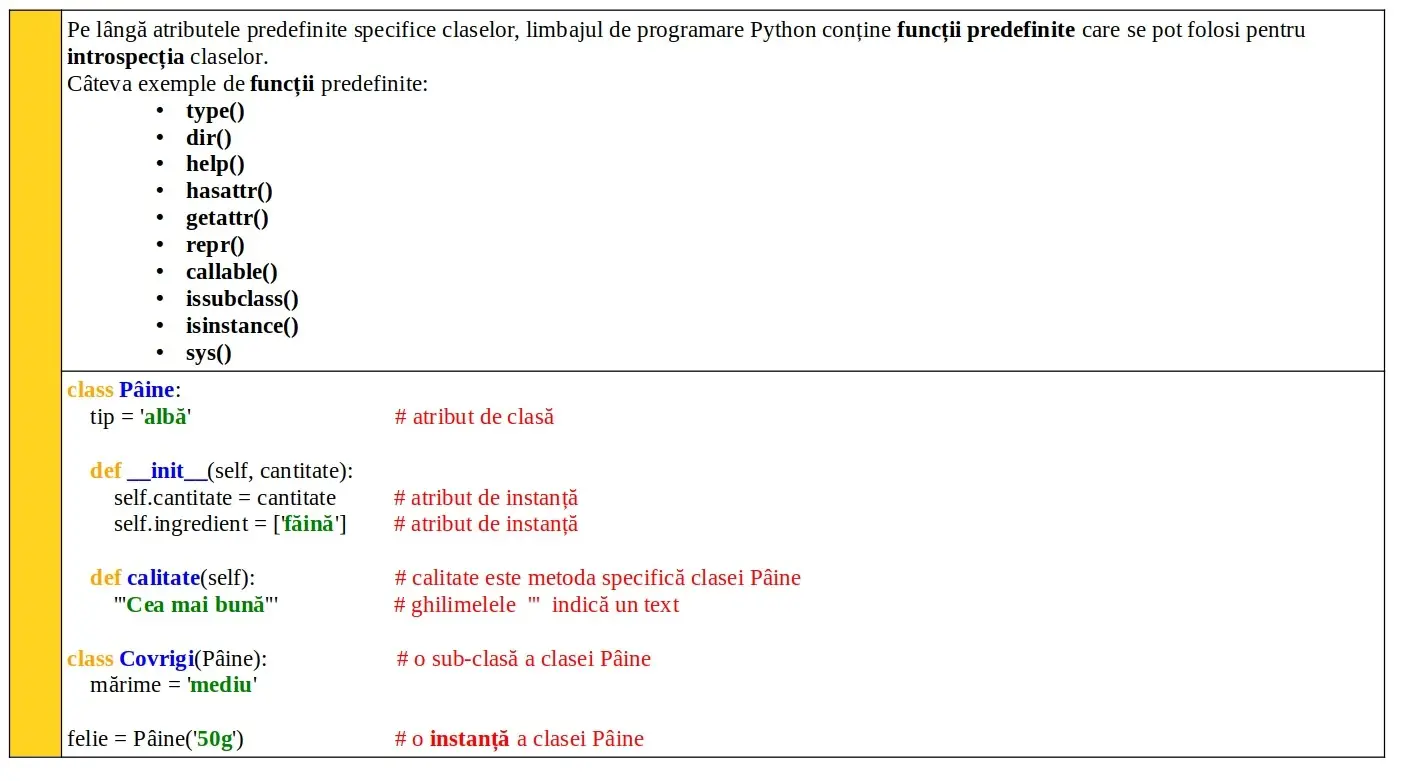 Pe lângă atributele predefinite specifice claselor, limbajul de programare Python conține funcții predefinite care se pot folosi pentru
introspecția claselor.
Câteva exemple de funcții predefinite:
• type()
• dir()
• help()
• hasattr()
• getattr()
• repr()
• callable()
• issubclass()
• isinstance()
• sys()
class Pâine:
    tip = 'albă' # atribut de clasă
    def __init__(self, cantitate):
        self.cantitate = cantitate # atribut de instanță
        self.ingredient = ['făină'] # atribut de instanță
    def calitate(self): # calitate este metoda specifică clasei Pâine
        '''Cea mai bună''' # ghilimelele ''' indică un text
class Covrigi(Pâine): # o sub-clasă a clasei Pâine
    mărime = 'mediu'
felie = Pâine('50g') # o instanță a clasei Pâine